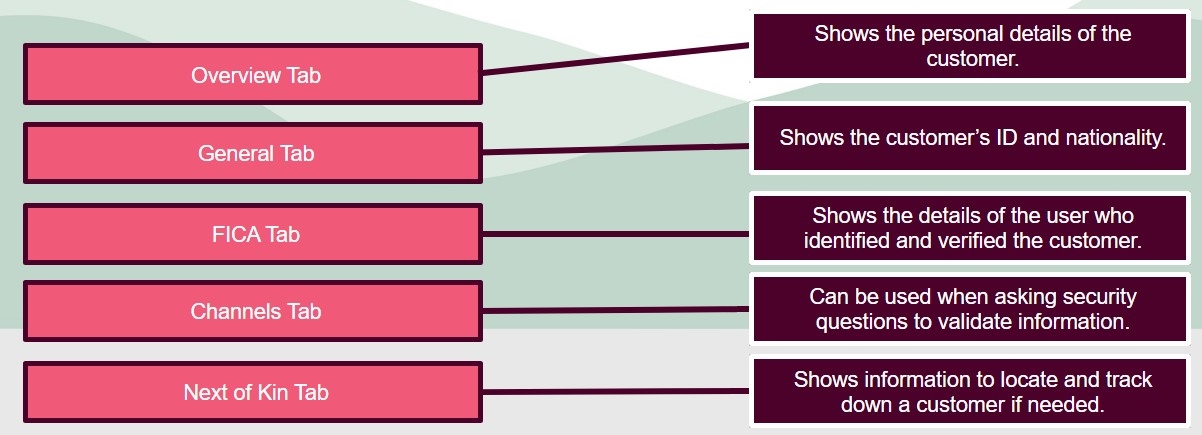 Overview Tab
Shows the personal details of the
customer.
General Tab
Shows the customer’s ID and nationality.
FICA Tab
Shows the details of the user who
identified and verified the customer.
Channels Tab
Can be used when asking security
questions to validate information.
Next of Kin Tab
Shows information to locate and track
down a customer if needed.